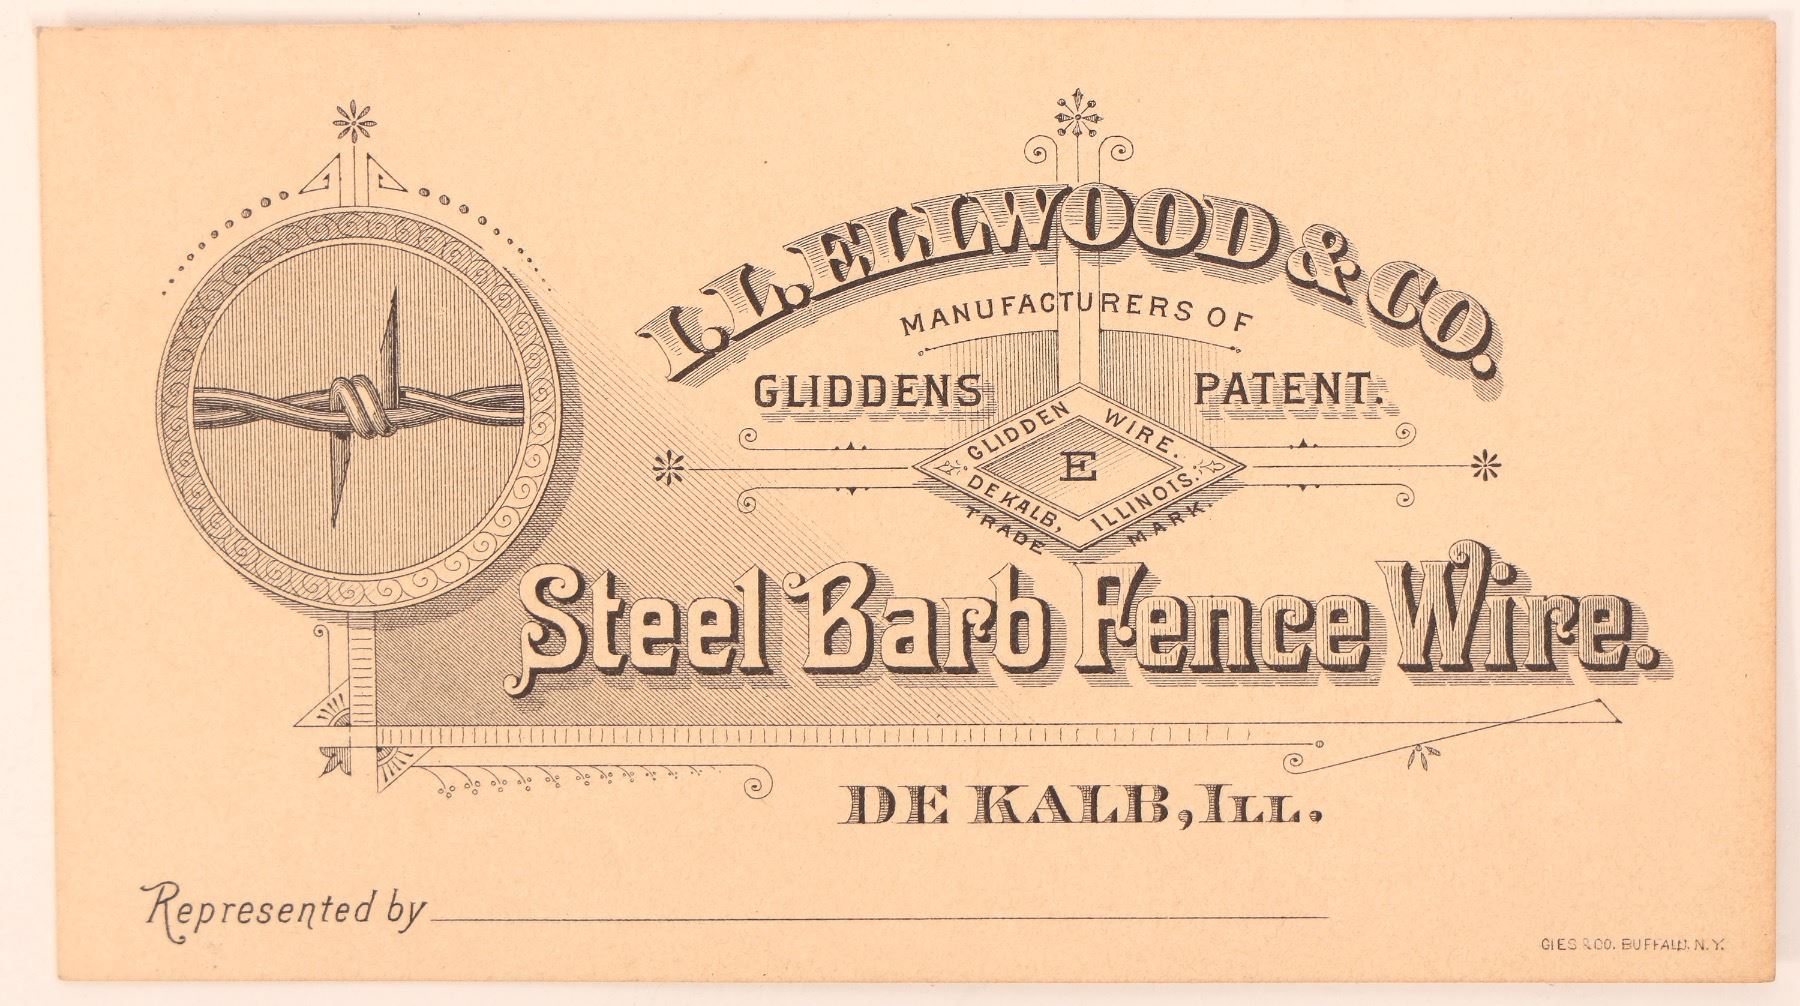 I. L. ELLWOOD & CO.
MANUFACTURERS OF
GLIDDENS PATENT.
GLIDDEN WIRE.
E
DE KALB, ILLINOIS.
TRADE MARK.
Steel Barb Fence Wire.
DE KALB, ILL.
Represented by
GIES & CO. BUFFALO. N. Y.